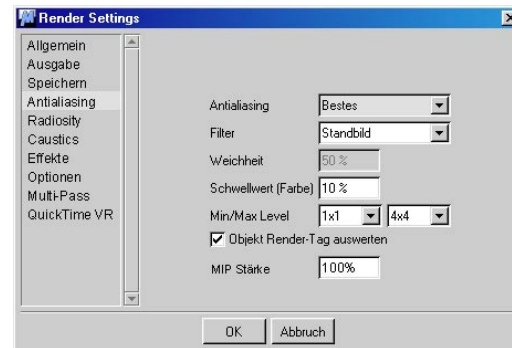 Render Settings
Allgemein
Ausgabe
Speichern
Antialiasing
Radiosity
Caustics
Effekte
Optionen
Multi-Pass
QuickTime VR
Antialiasing Bestes
Filter Standbild
Weichheit 50 %
Schwellwert (Farbe) 10 %
Min/Max Level 1x1 4x4
Objekt Render-Tag auswerten
MIP Stärke 100%
OK Abbruch